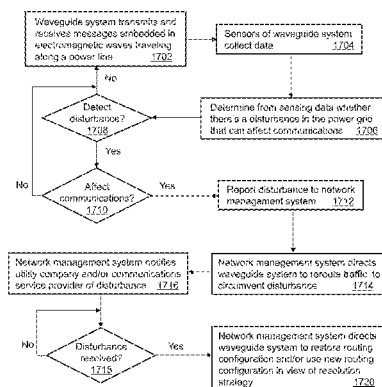 Waveguide system transmits and
receives messages embedded in
electromagnetic waves traveling
along a power line 1702
Sensors of waveguide system
collect data 1704
No
Detect
disturbance?
1708
Determine from sensing data whether
there's a disturbance in the power grid
that can affect communications 1706
Yes
No
Affect
communications?
1710
Yes
Report disturbance to network
management system 1712
Network management system notifies
utility company and/or communications
service provider of disturbance 1716
Network management system directs
waveguide system to reroute traffic to
circumvent disturbance 1714
No
Disturbance
resolved?
1718
Yes
Network management system directs
waveguide system to restore routing
configuration and/or use new routing
configuration in view of resolution
strategy 1720